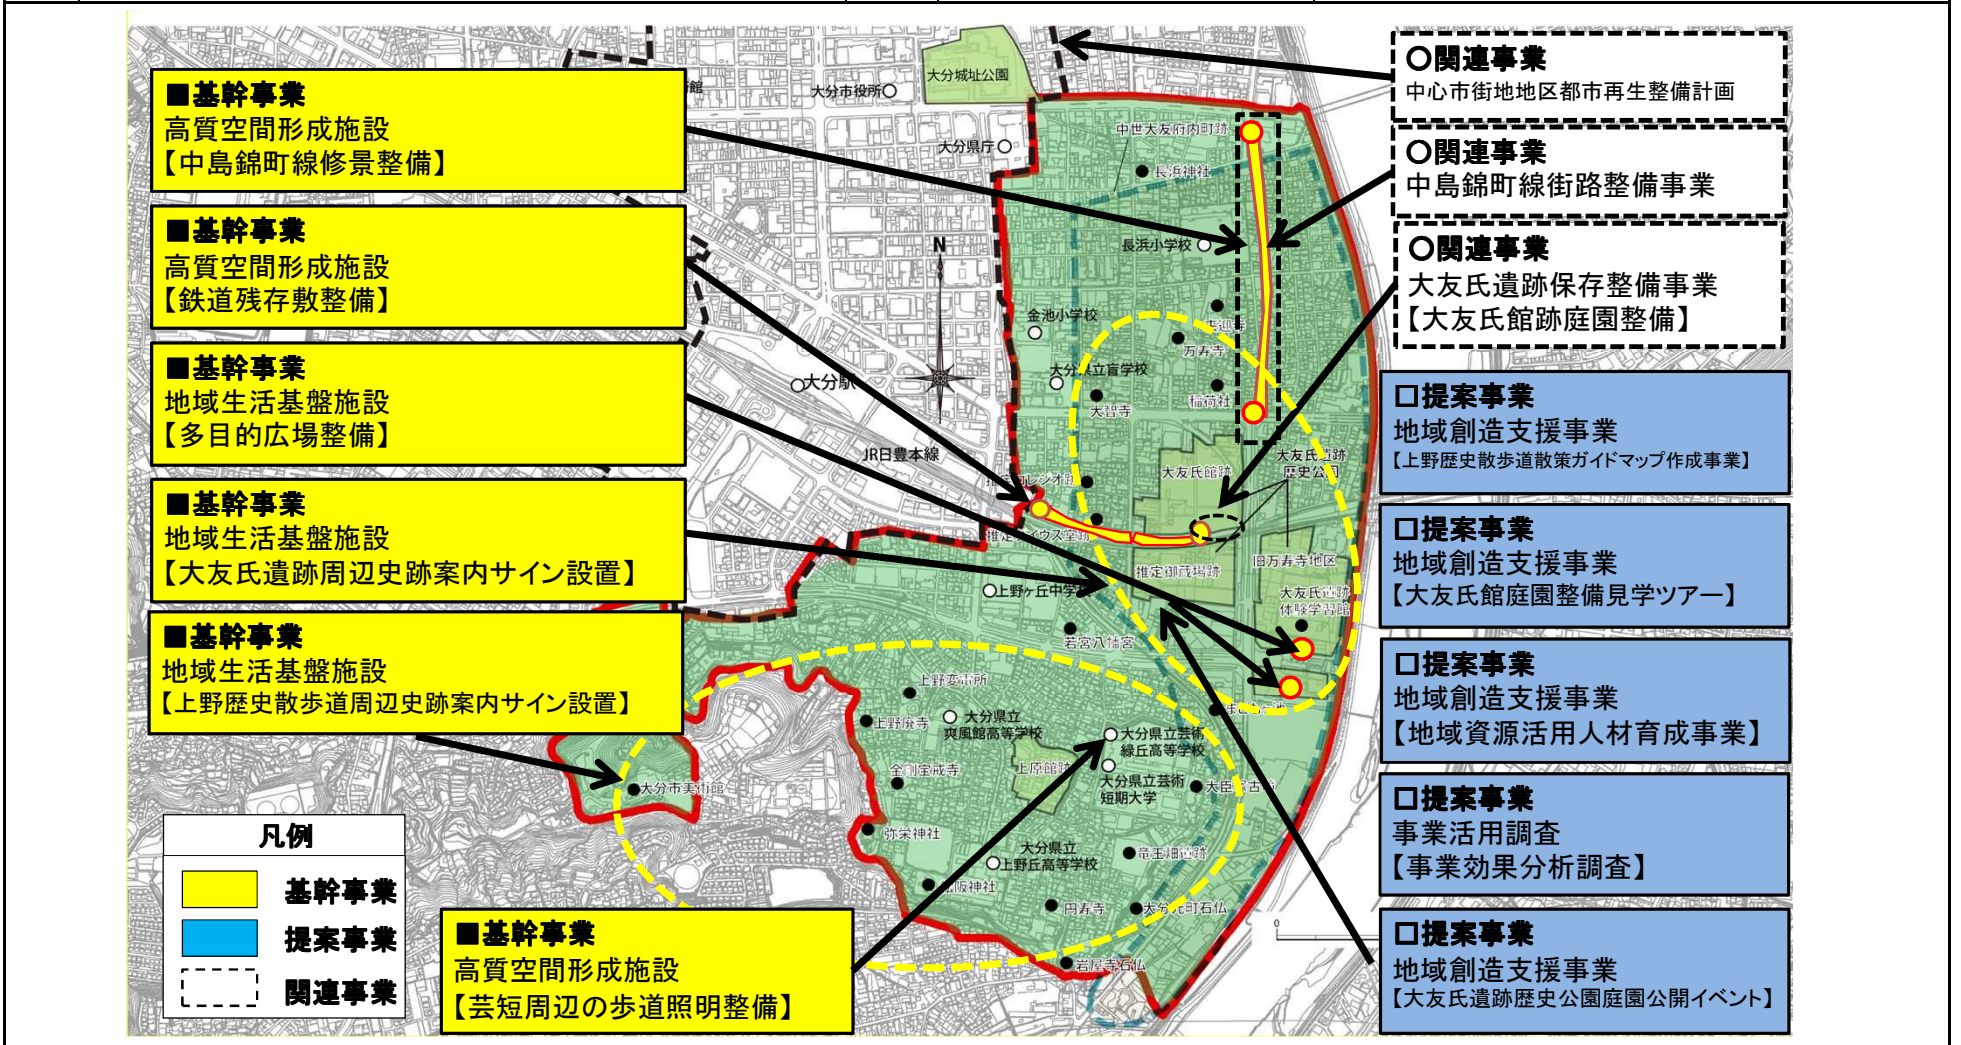 ■基幹事業
高質空間形成施設
【中島錦町線修景整備】
■基幹事業
高質空間形成施設
【鉄道残存敷整備】
■基幹事業
地域生活基盤施設
【多目的広場整備】
■基幹事業
地域生活基盤施設
【大友氏遺跡周辺史跡案内サイン設置】
■基幹事業
地域生活基盤施設
【上野歴史散歩道周辺史跡案内サイン設置】
凡例
基幹事業
提案事業
関連事業
■基幹事業
高質空間形成施設
【芸短周辺の歩道照明整備】
大分城址公園
大分市役所
大分県庁
中世大友府内町跡
長浜神社
長浜小学校
N
金池小学校
万寿寺
大分県立盲学校
大分駅
大智寺
稲荷社
JR日豊本線
大友氏館跡
大友氏遺跡
歴史公園
旧万寿寺地区
推定御蔵場跡
大友氏遺跡
体験学習館
上野ヶ丘中学
若宮八幡宮
上野変電所
上野廃寺
大分県立
爽風館高等学校
大分県立芸術
緑丘高等学校
金剛宝戒寺
上原館跡
大分県立芸術
短期大学
大分市美術館
弥栄神社
大分県立
上野丘高等学校
竜王畑遺跡
円寿寺
大分元町石仏
岩屋寺石仏
0
〇関連事業
中心市街地地区都市再生整備計画
〇関連事業
中島錦町線街路整備事業
〇関連事業
大友氏遺跡保存整備事業
【大友氏館跡庭園整備】
□提案事業
地域創造支援事業
【上野歴史散歩道散策ガイドマップ作成事業】
□提案事業
地域創造支援事業
【大友氏館庭園整備見学ツアー】
□提案事業
地域創造支援事業
【地域資源活用人材育成事業】
□提案事業
事業活用調査
【事業効果分析調査】
□提案事業
地域創造支援事業
【大友氏遺跡歴史公園庭園公開イベント】